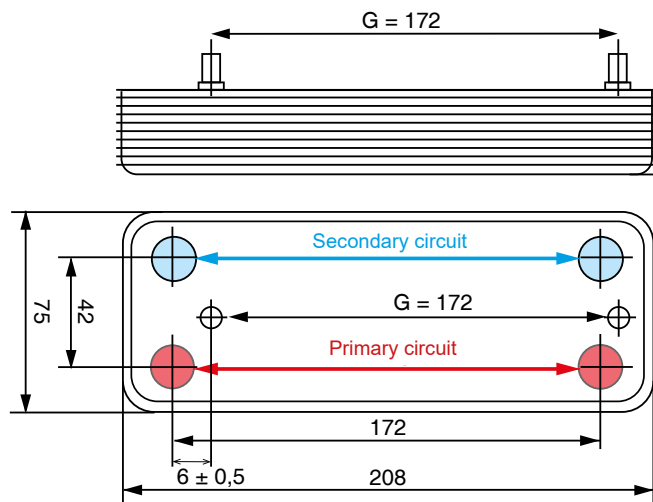 G = 172
Secondary circuit
G = 172
Primary circuit
75
42
172
6 ± 0,5
208